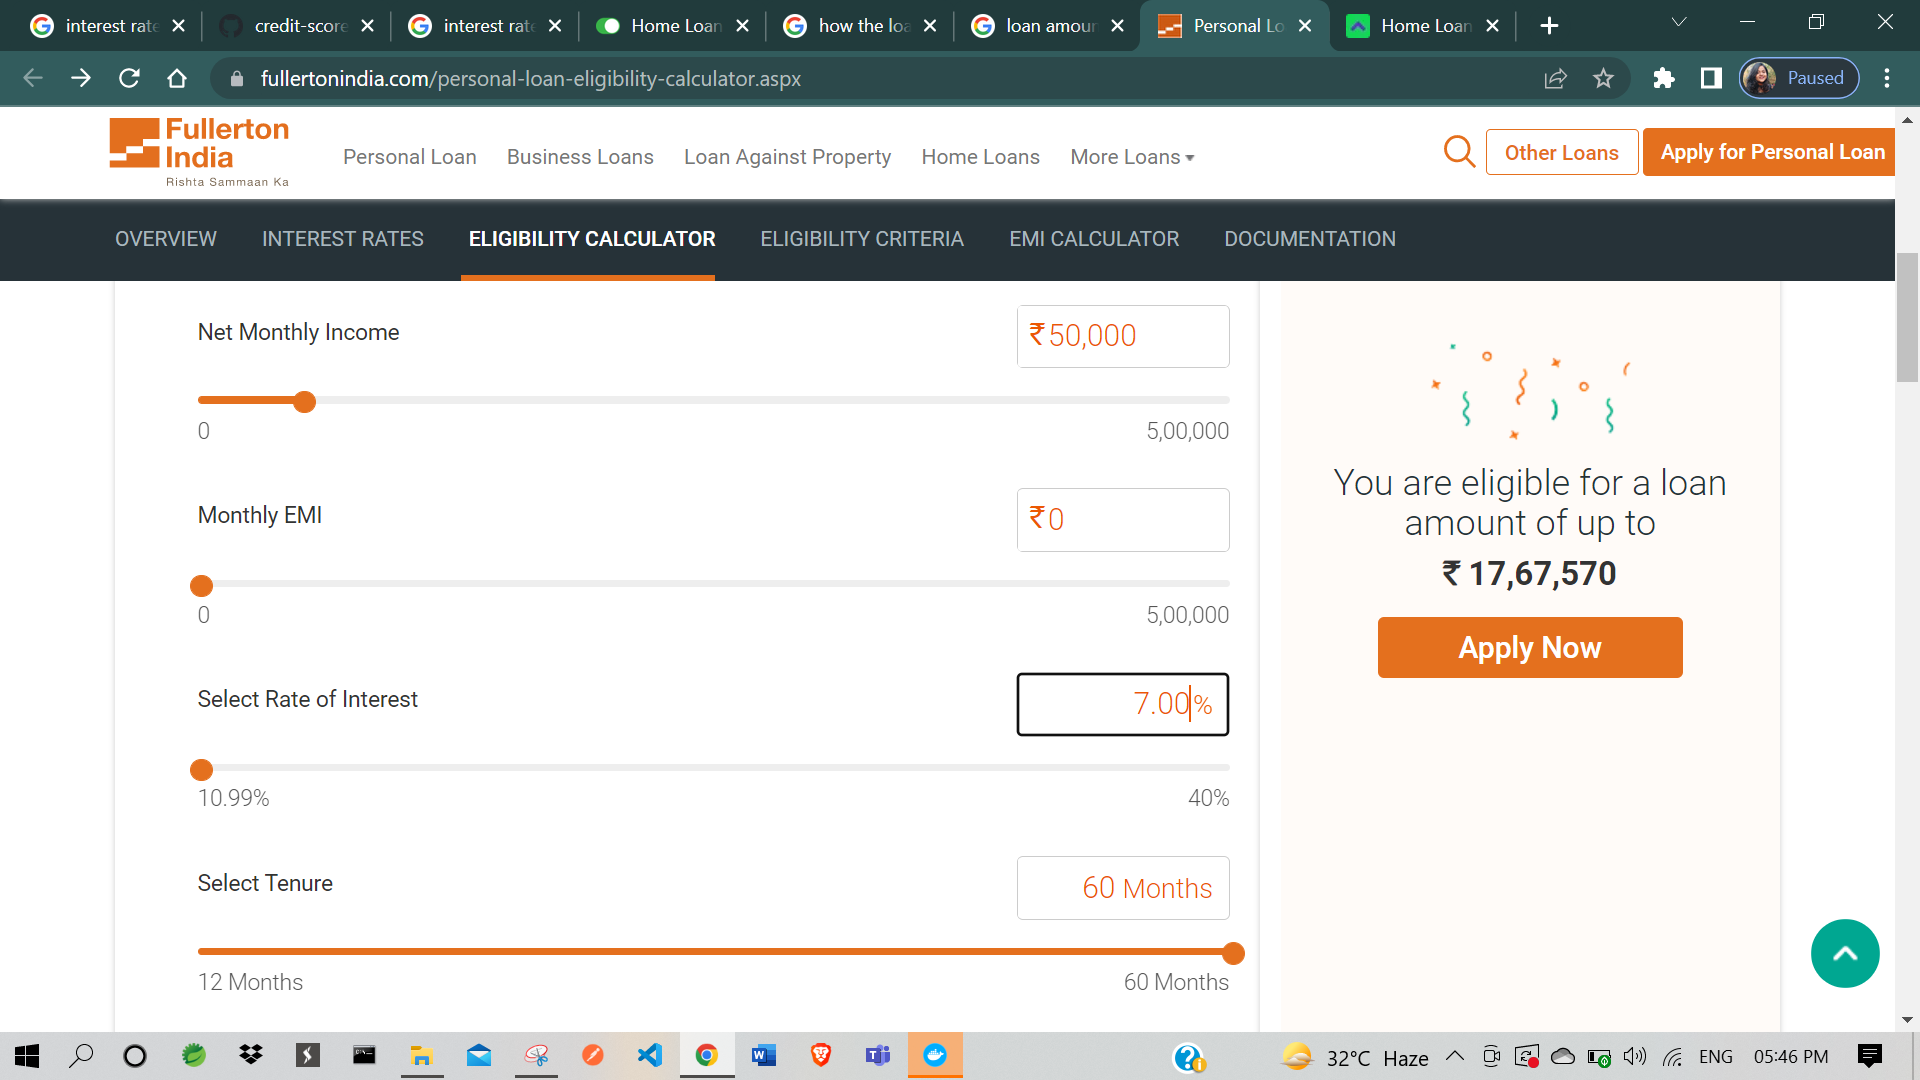 interest rate
credit-score
interest rate
Home Loan
how the loa
loan amoun
Personal Lo
Home Loan
fullertonindia.com/personal-loan-eligibility-calculator.aspx
Paused
Fullerton
India
Rishta Sammaan Ka
Personal Loan
Business Loans
Loan Against Property
Home Loans
More Loans
Other Loans
Apply for Personal Loan
OVERVIEW
INTEREST RATES
ELIGIBILITY CALCULATOR
ELIGIBILITY CRITERIA
EMI CALCULATOR
DOCUMENTATION
Net Monthly Income
₹50,000
0
5,00,000
Monthly EMI
₹0
0
5,00,000
Select Rate of Interest
7.00%
10.99%
40%
Select Tenure
60 Months
12 Months
60 Months
You are eligible for a loan
amount of up to
₹ 17,67,570
Apply Now
32°C Haze
ENG
05:46 PM